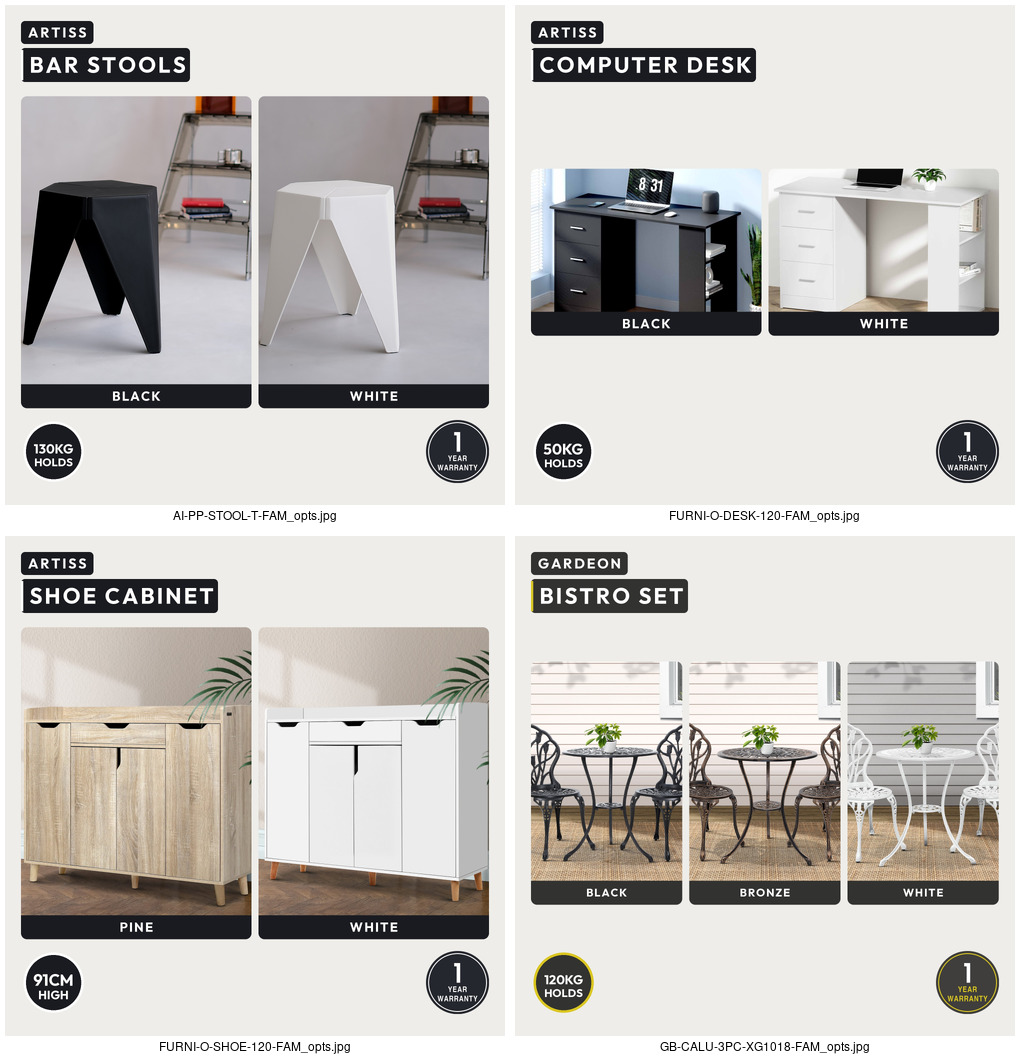 ARTISS
BAR STOOLS
BLACK
WHITE
130KG
HOLDS
1
YEAR
WARRANTY
AI-PP-STOOL-T-FAM_opts.jpg
ARTISS
COMPUTER DESK
8 31
BLACK
WHITE
50KG
HOLDS
1
YEAR
WARRANTY
FURNI-O-DESK-120-FAM_opts.jpg
ARTISS
SHOE CABINET
PINE
WHITE
91CM
HIGH
1
YEAR
WARRANTY
FURNI-O-SHOE-120-FAM_opts.jpg
GARDEON
BISTRO SET
BLACK
BRONZE
WHITE
120KG
HOLDS
1
YEAR
WARRANTY
GB-CALU-3PC-XG1018-FAM_opts.jpg